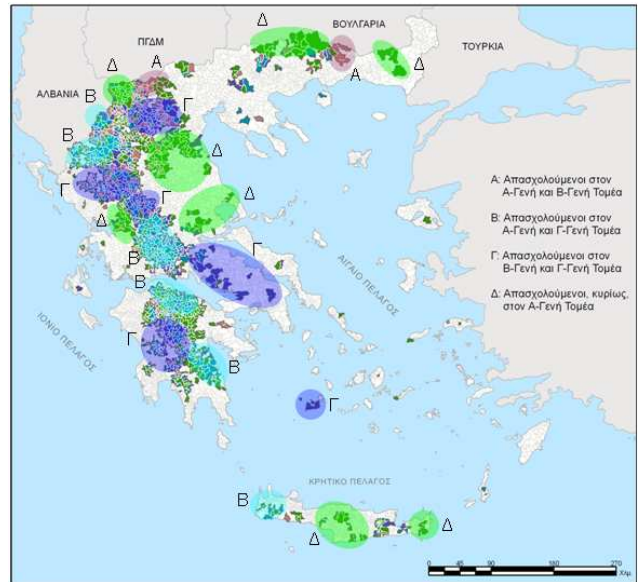 Δ
ΒΟΥΛΓΑΡΙΑ
ΠΓΔΜ
ΤΟΥΡΚΙΑ
Δ
Α
ΑΛΒΑΝΙΑ
Δ
Α
Β
Γ
Β
Δ
Γ
Γ
Δ
Δ
Γ
Β
Β
Γ
Β
Γ
ΑΙΓΑΙΟ ΠΕΛΑΓΟΣ
ΙΟΝΙΟ ΠΕΛΑΓΟΣ
Α: Απασχολούμενοι στον
Α-Γενή και Β-Γενή Τομέα
Β: Απασχολούμενοι στον
Α-Γενή και Γ-Γενή Τομέα
Γ: Απασχολούμενοι στον
Β-Γενή και Γ-Γενή Τομέα
Δ: Απασχολούμενοι, κυρίως,
στον Α-Γενή Τομέα
ΚΡΗΤΙΚΟ ΠΕΛΑΓΟΣ
Β
Δ
Δ
0 45 90 180 270
Χλμ.